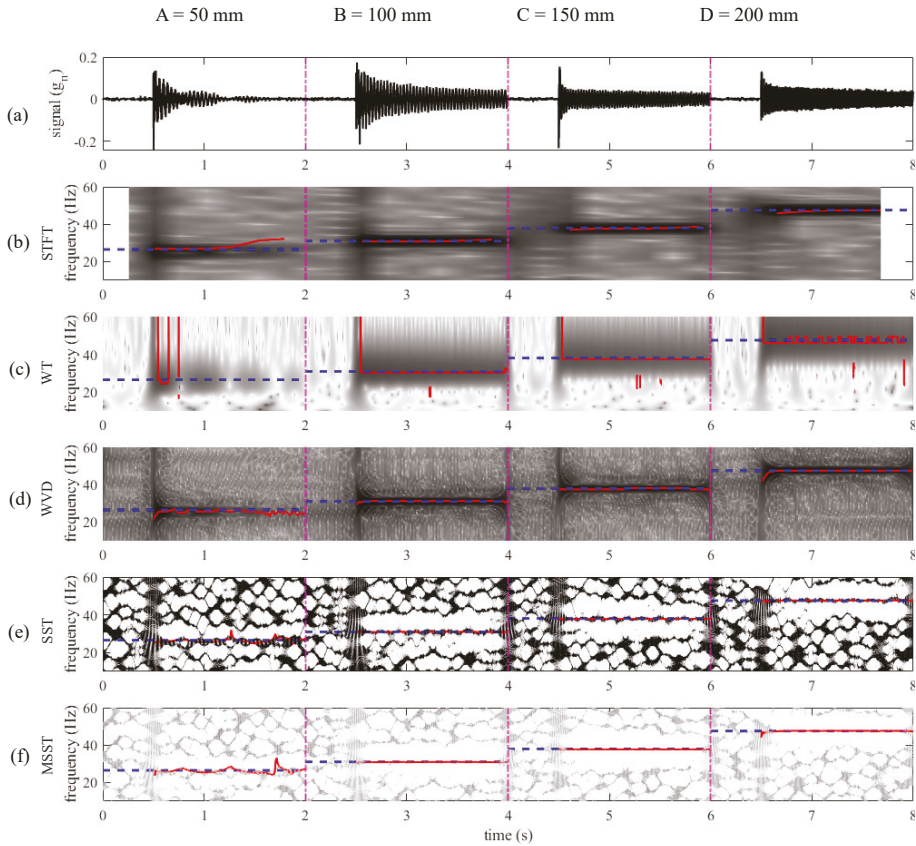 A = 50 mm B = 100 mm C = 150 mm D = 200 mm
(a)
signal (gn)
0.2
0
-0.2
0 1 2 3 4 5 6 7 8
(b)
STFT
frequency (Hz)
60
40
20
0 1 2 3 4 5 6 7 8
(c)
WT
frequency (Hz)
60
40
20
0 1 2 3 4 5 6 7 8
(d)
WVD
frequency (Hz)
60
40
20
0 1 2 3 4 5 6 7 8
(e)
SST
frequency (Hz)
60
40
20
0 1 2 3 4 5 6 7 8
(f)
MSST
frequency (Hz)
60
40
20
0 1 2 3 4 5 6 7 8
time (s)